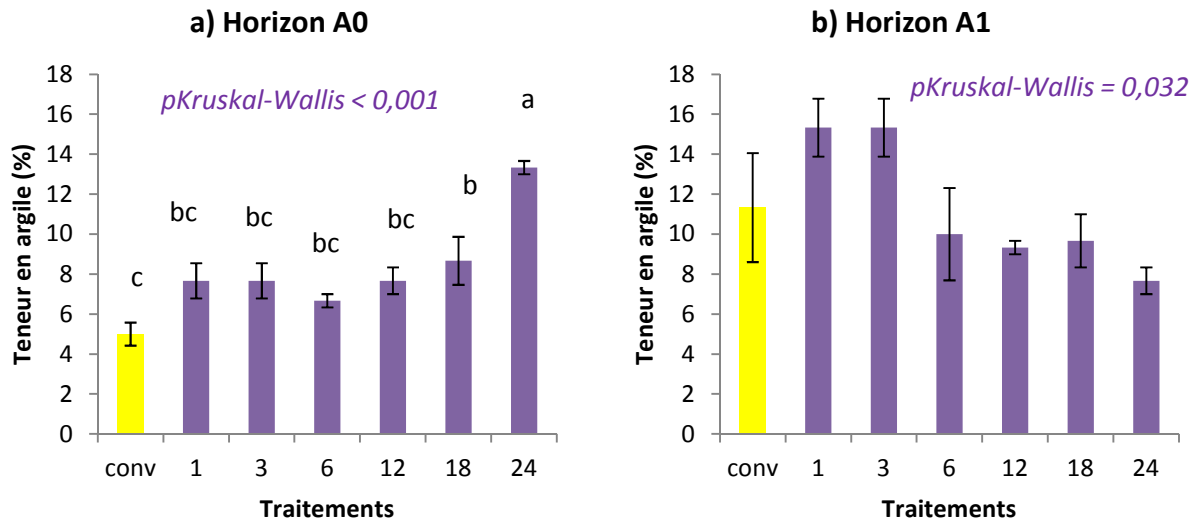 a) Horizon A0
Teneur en argile (%)
pKruskal-Wallis < 0,001
18
16
14
12
10
8
6
4
2
0
c
bc
bc
bc
bc
b
a
conv 1 3 6 12 18 24
Traitements
b) Horizon A1
Teneur en argile (%)
pKruskal-Wallis = 0,032
18
16
14
12
10
8
6
4
2
0
conv 1 3 6 12 18 24
Traitements